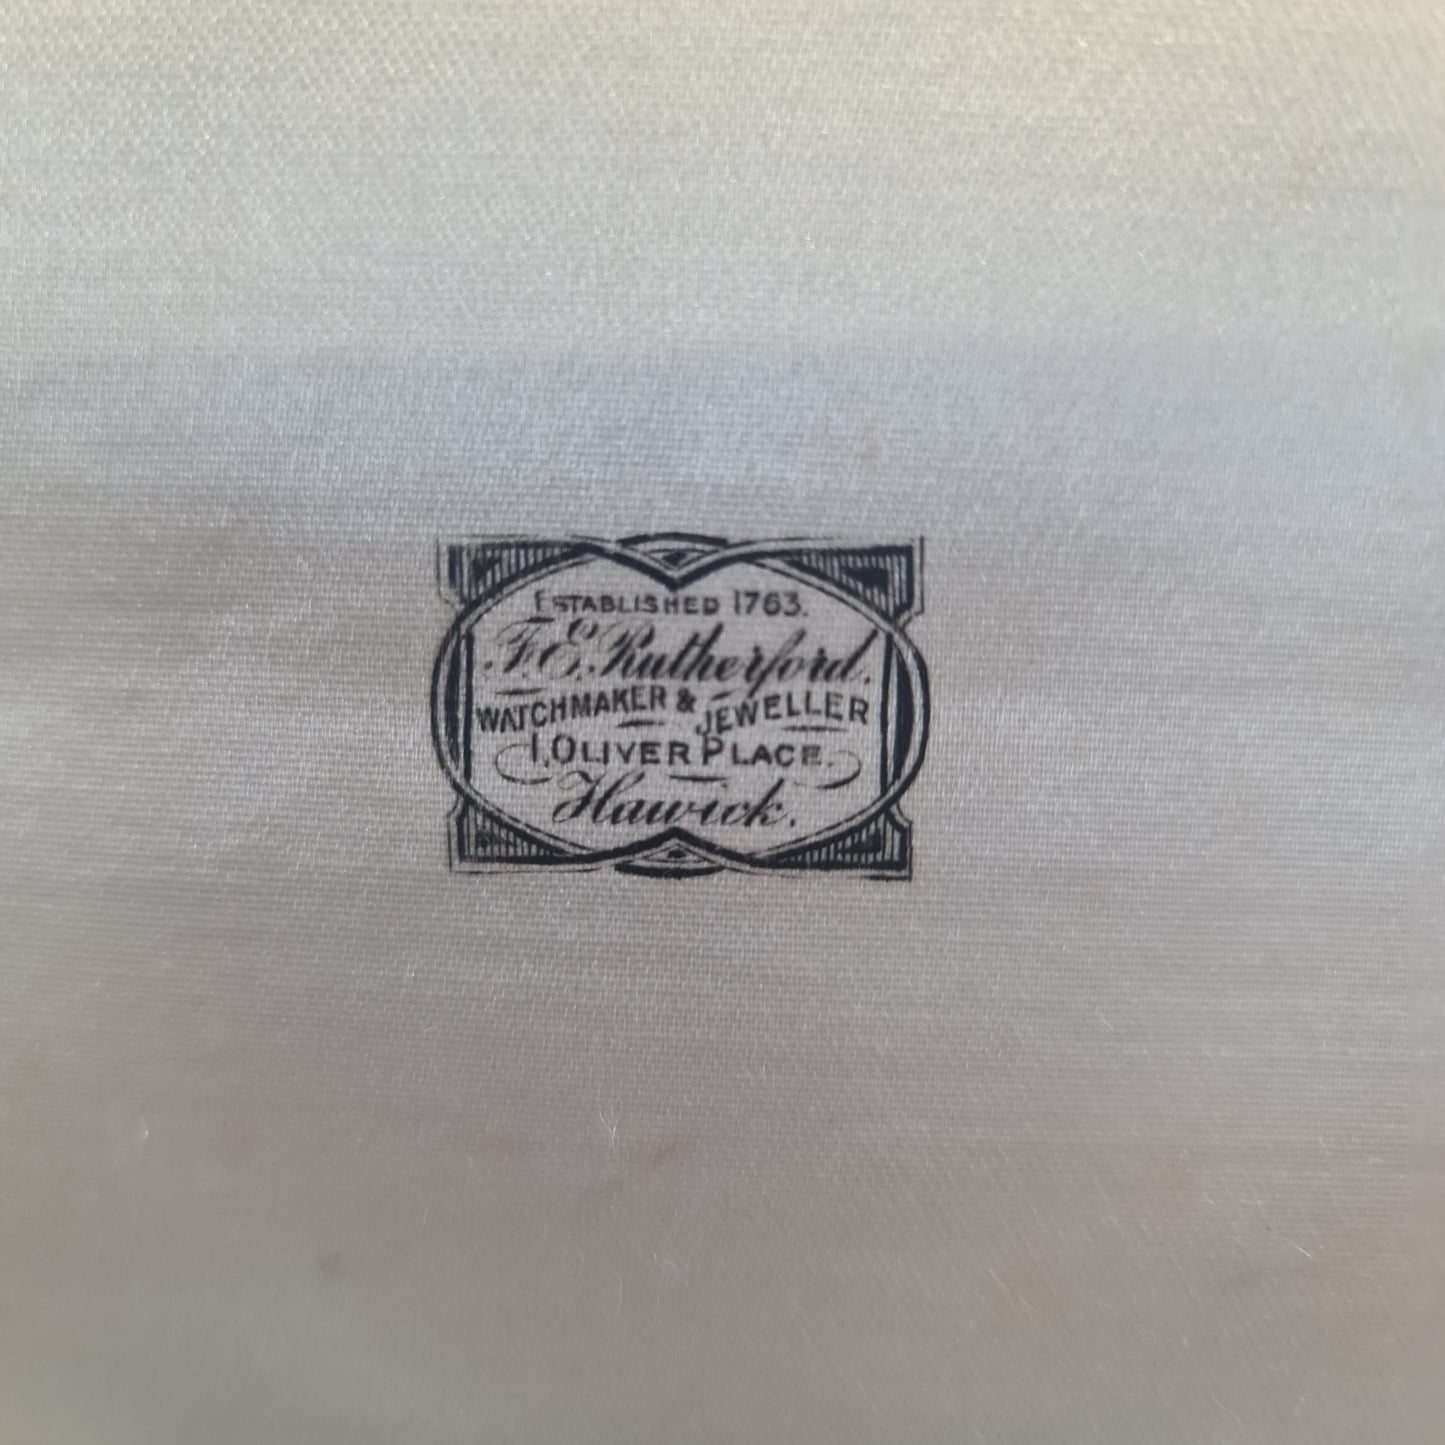 ESTABLISHED 1763.
F. E. Rutherford.
WATCHMAKER & JEWELLER
1, OLIVER PLACE.
Hawick.